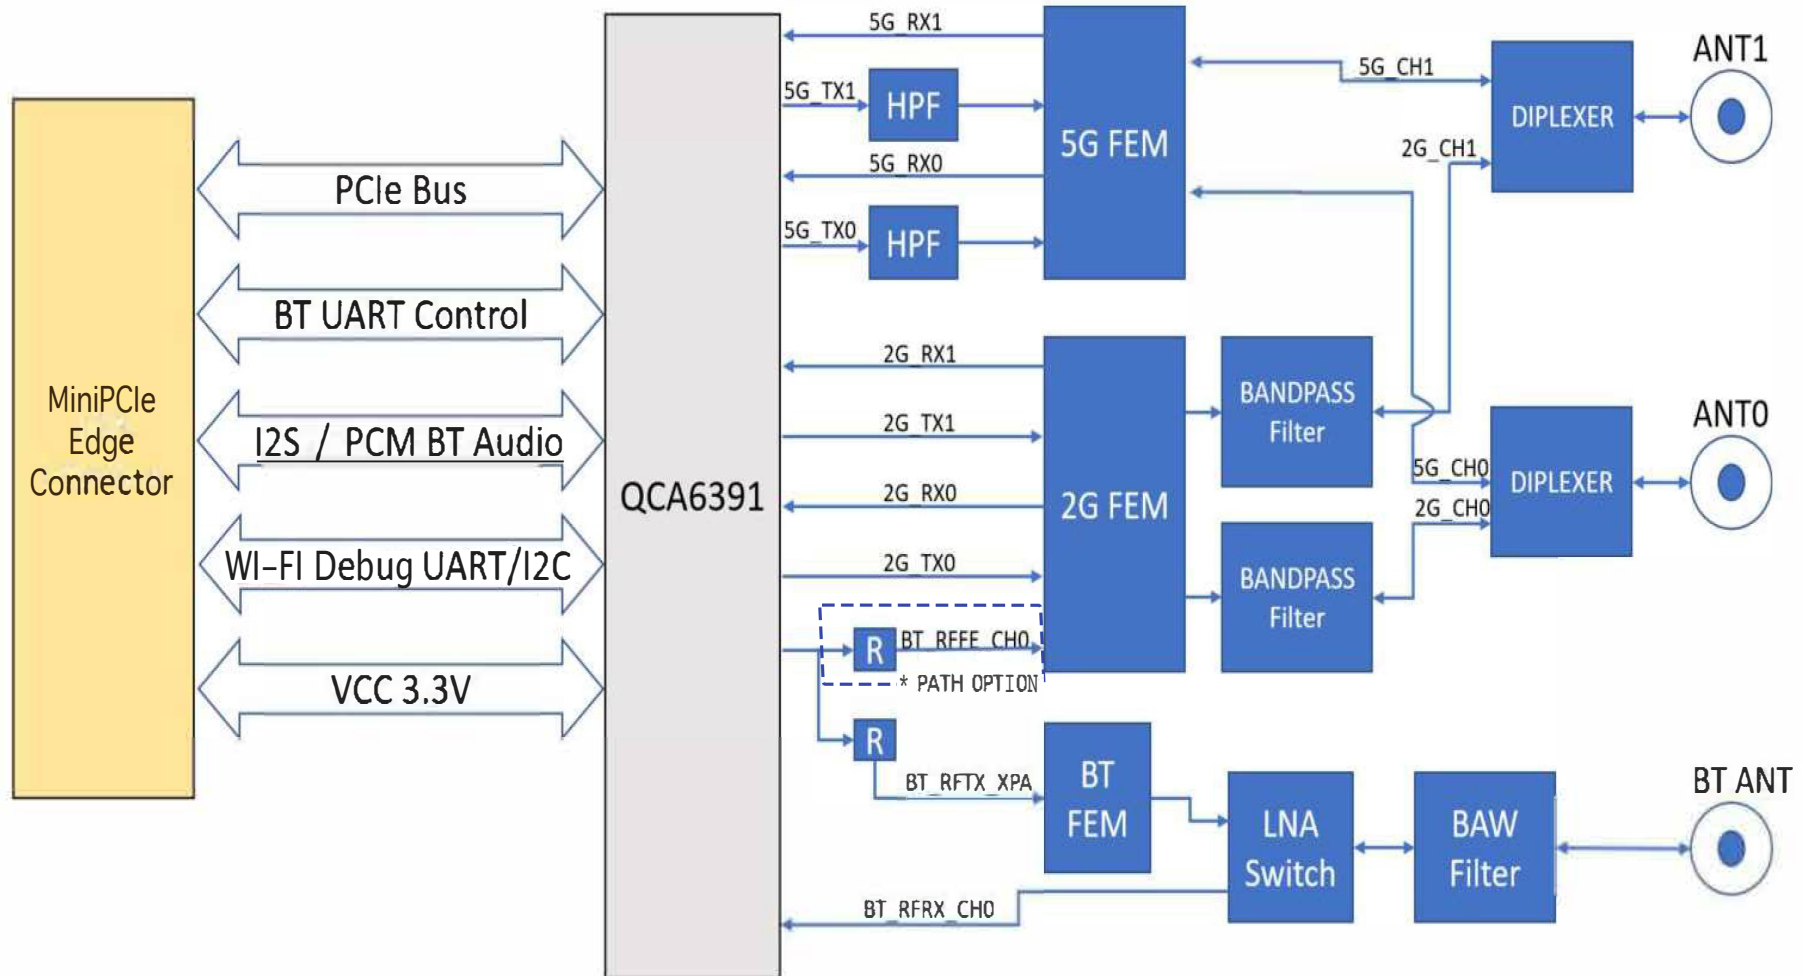 MiniPCIe
Edge
Connector
PCIe Bus
BT UART Control
I2S / PCM BT Audio
WI-FI Debug UART/I2C
VCC 3.3V
QCA6391
5G_RX1
5G_TX1
HPF
5G_RX0
5G_TX0
HPF
5G FEM
2G_RX1
2G_TX1
2G_RX0
2G_TX0
2G FEM
R
BT_RFFE_CH0
* PATH OPTION
R
BT_RFTX_XPA
BT
FEM
BT_RFRX_CH0
BANDPASS
Filter
BANDPASS
Filter
5G_CH1
2G_CH1
DIPLEXER
ANT1
5G_CH0
2G_CH0
DIPLEXER
ANT0
LNA
Switch
BAW
Filter
BT ANT